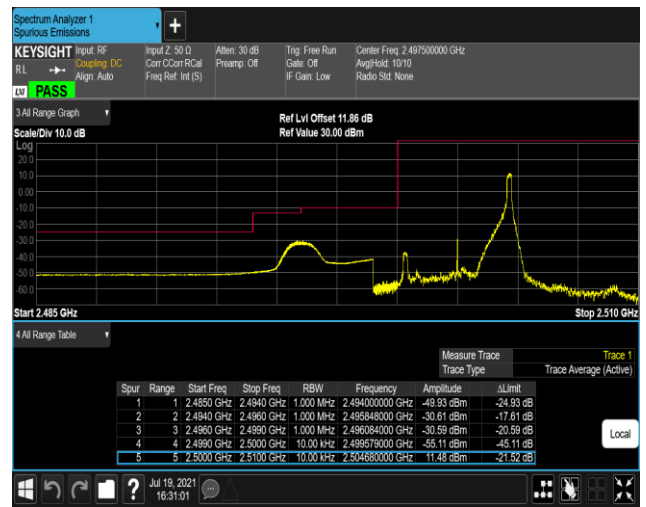 Spectrum Analyzer 1
Spurious Emissions
+
KEYSIGHT Input: RF Input Z: 50 Ω Atten: 30 dB Trig: Free Run Center Freq: 2.497500000 GHz
RL Coupling: DC Corr CCorr RCal Preamp: Off Gate: Off Avg|Hold: 10/10
Align: Auto Freq Ref: Int (S) IF Gain: Low Radio Std: None
LXI PASS
3 All Range Graph
Ref Lvl Offset 11.86 dB
Scale/Div 10.0 dB Ref Value 30.00 dBm
Log
20.0
10.0
0.00
-10.0
-20.0
-30.0
-40.0
-50.0
-60.0
Start 2.485 GHz Stop 2.510 GHz
4 All Range Table
Measure Trace Trace 1
Trace Type Trace Average (Active)
Spur Range Start Freq Stop Freq RBW Frequency Amplitude ΔLimit
1 1 2.4850 GHz 2.4940 GHz 1.000 MHz 2.494000000 GHz -49.93 dBm -24.93 dB
2 2 2.4940 GHz 2.4960 GHz 1.000 MHz 2.495848000 GHz -30.61 dBm -17.61 dB
3 3 2.4960 GHz 2.4990 GHz 1.000 MHz 2.496084000 GHz -30.59 dBm -20.59 dB
4 4 2.4990 GHz 2.5000 GHz 10.00 kHz 2.499579000 GHz -55.11 dBm -45.11 dB
5 5 2.5000 GHz 2.5100 GHz 10.00 kHz 2.504680000 GHz 11.48 dBm -21.52 dB
Local
? Jul 19, 2021
16:31:01